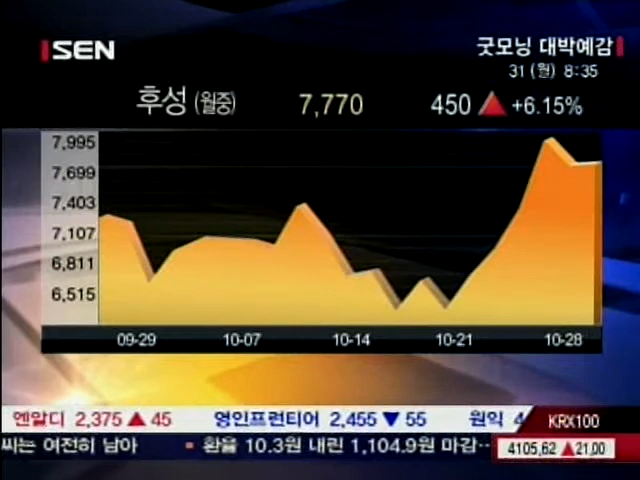 SEN
굿모닝 대박예감
31 (월) 8:35
후성 (월중) 7,770 450 ▲ +6.15%
7,995
7,699
7,403
7,107
6,811
6,515
09-29 10-07 10-14 10-21 10-28
엔알디 2,375 ▲ 45 영인프런티어 2,455 ▼ 55 원익 4
KRX100
씨는 여전히 남아 ▪ 환율 10.3원 내린 1,104.9원 마감··
4105,62 ▲21,00